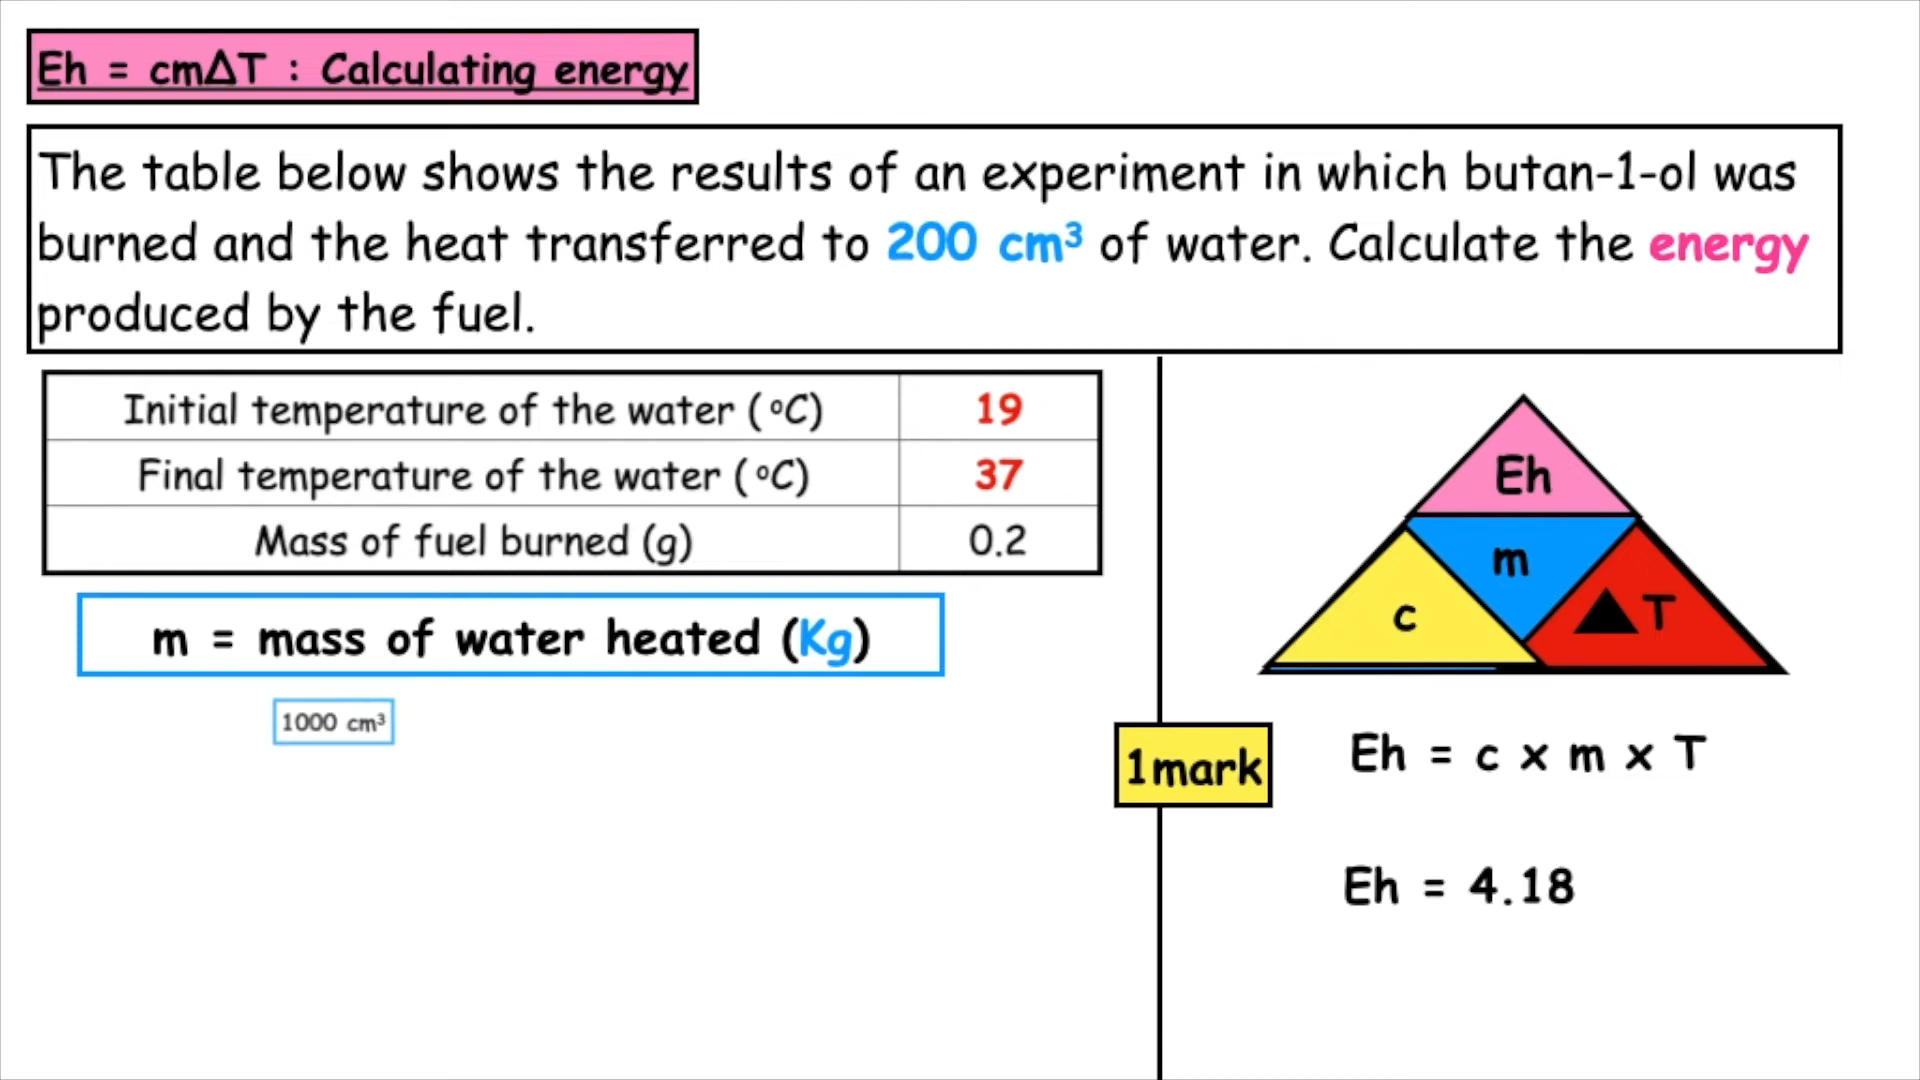 Eh = cm∆T : Calculating energy
The table below shows the results of an experiment in which butan-1-ol was
burned and the heat transferred to 200 cm³ of water. Calculate the energy
produced by the fuel.
Initial temperature of the water (ᵒC) 19
Final temperature of the water (ᵒC) 37
Mass of fuel burned (g) 0.2
m = mass of water heated (Kg)
1000 cm³
Eh
m
c
▲T
1mark
Eh = c x m x T
Eh = 4.18